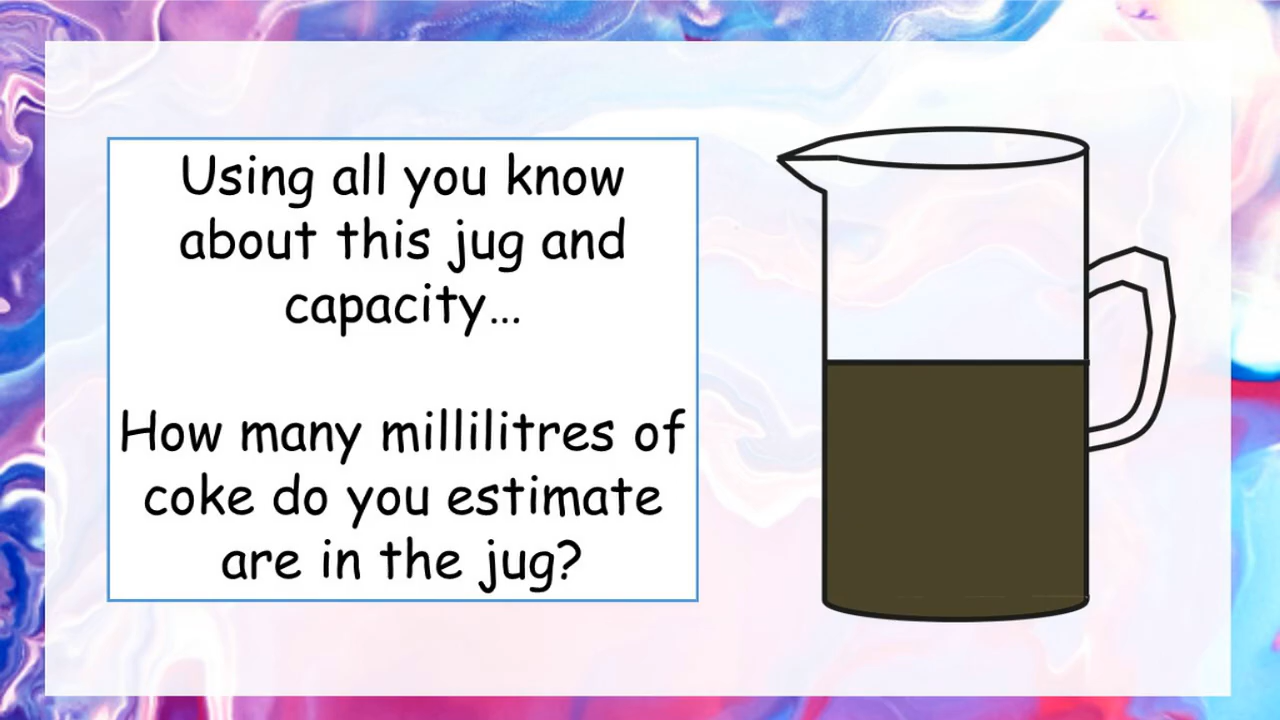 Using all you know
about this jug and
capacity…
How many millilitres of
coke do you estimate
are in the jug?